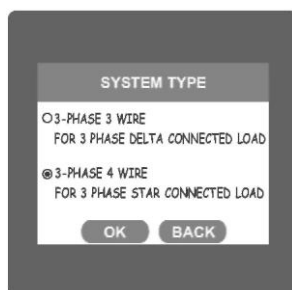 SYSTEM TYPE
3-PHASE 3 WIRE
FOR 3 PHASE DELTA CONNECTED LOAD
3-PHASE 4 WIRE
FOR 3 PHASE STAR CONNECTED LOAD
OK BACK